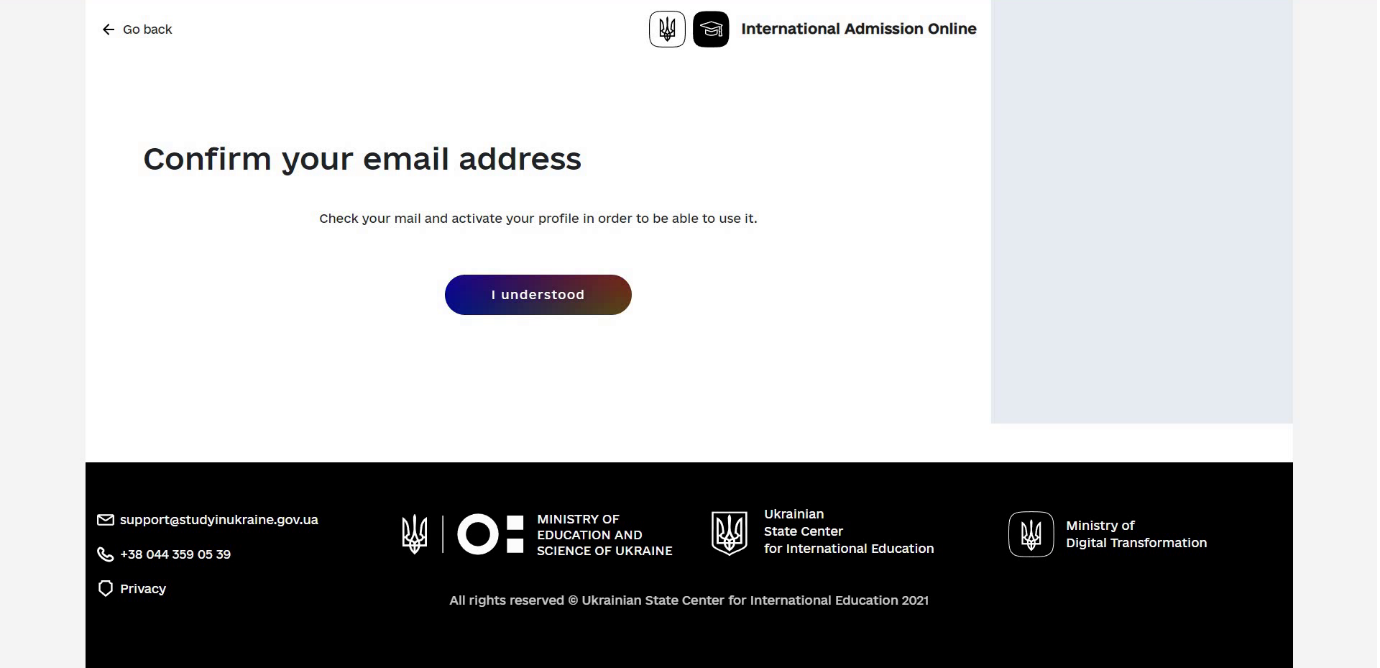 Go back
International Admission Online
Confirm your email address
Check your mail and activate your profile in order to be able to use it.
I understood
support@studyinukraine.gov.ua
+38 044 359 05 39
Privacy
MINISTRY OF
EDUCATION AND
SCIENCE OF UKRAINE
Ukrainian
State Center
for International Education
Ministry of
Digital Transformation
All rights reserved © Ukrainian State Center for International Education 2021